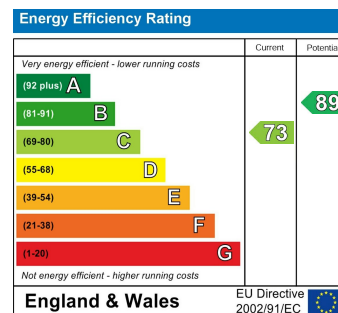 Energy Efficiency Rating
Current Potentia
Very energy efficient - lower running costs
(92 plus) A
(81-91) B
89
(69-80) C
73
(55-68) D
(39-54) E
(21-38) F
(1-20) G
Not energy efficient - higher running costs
England & Wales
EU Directive
2002/91/EC